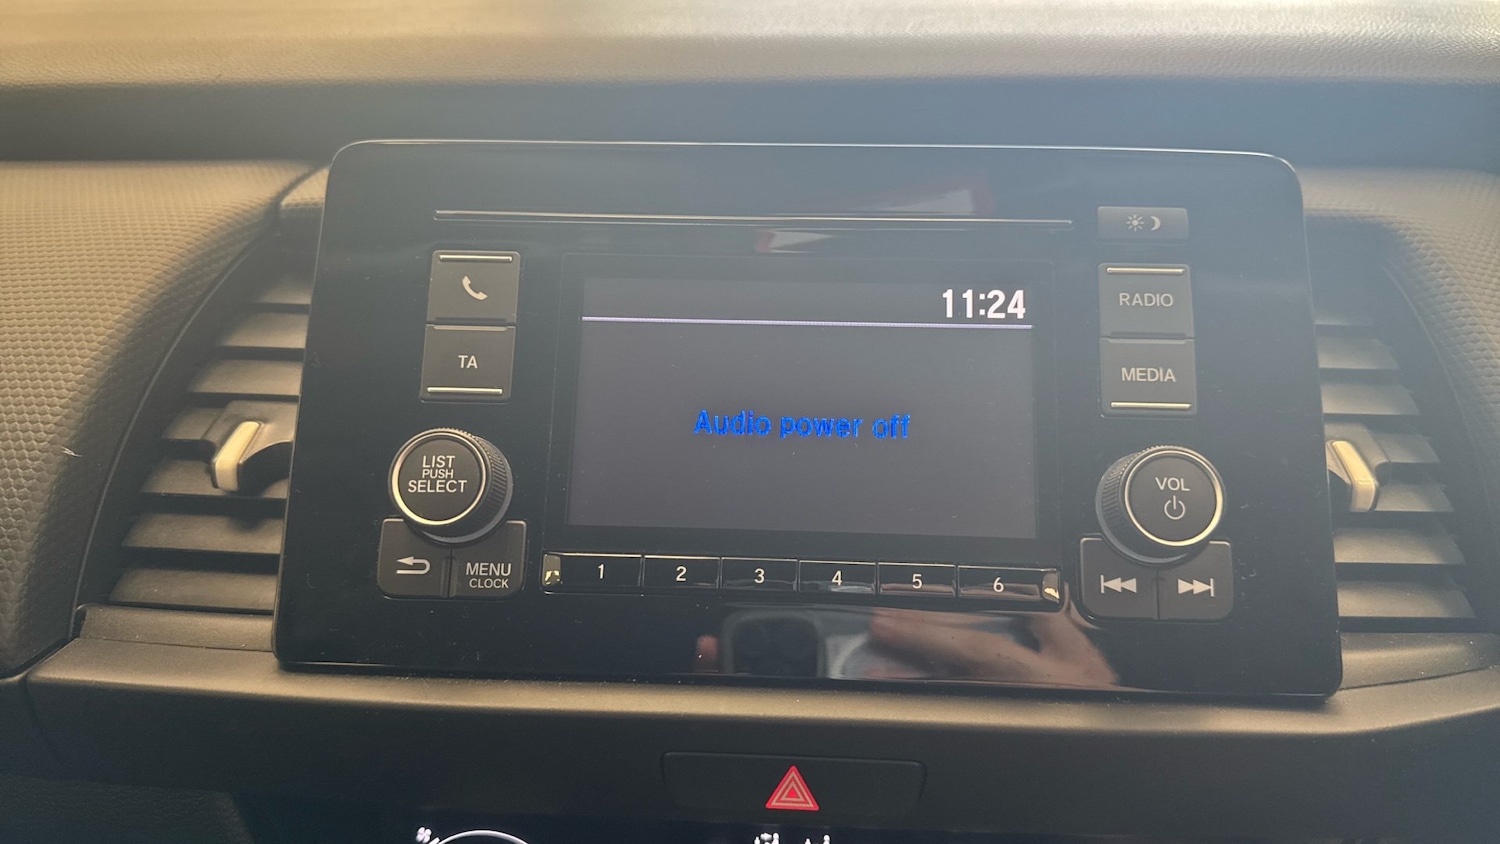 11:24
Audio power off
TA
LIST
PUSH
SELECT
MENU
CLOCK
1 2 3 4 5 6
RADIO
MEDIA
VOL